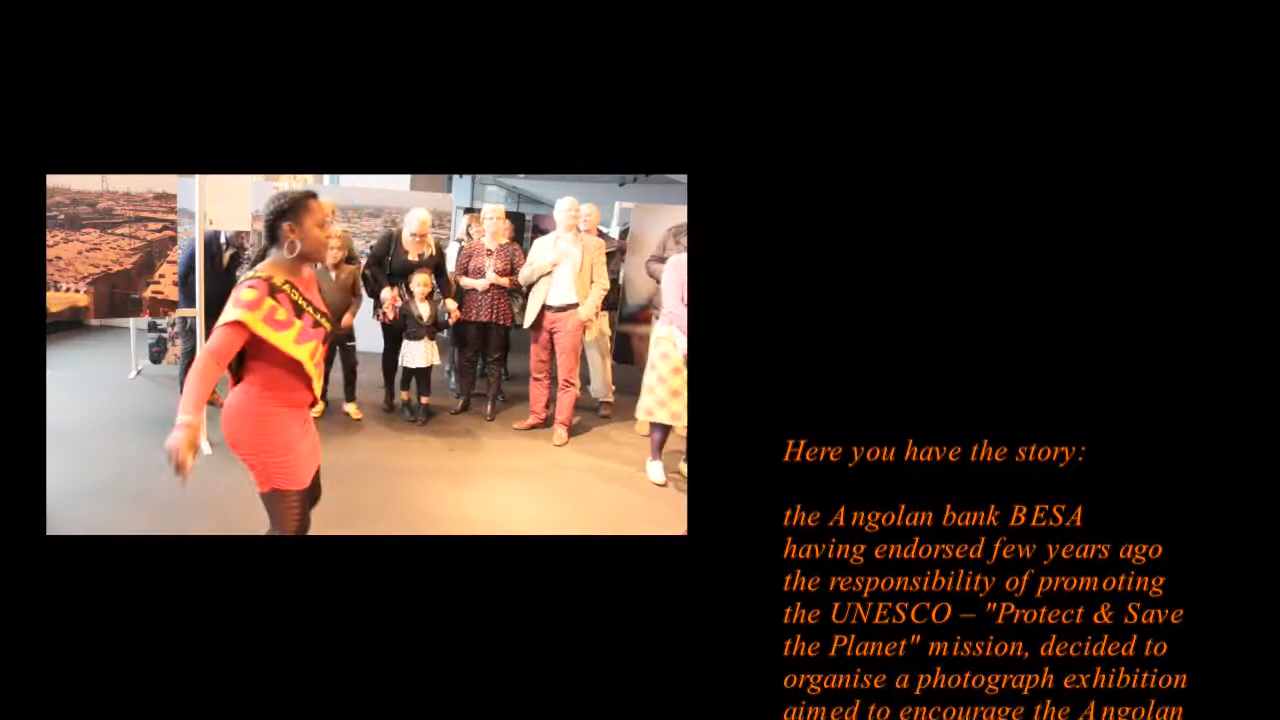 Here you have the story:
the Angolan bank BESA
having endorsed few years ago
the responsibility of promoting
the UNESCO – "Protect & Save
the Planet" mission, decided to
organise a photograph exhibition
aimed to encourage the Angolan